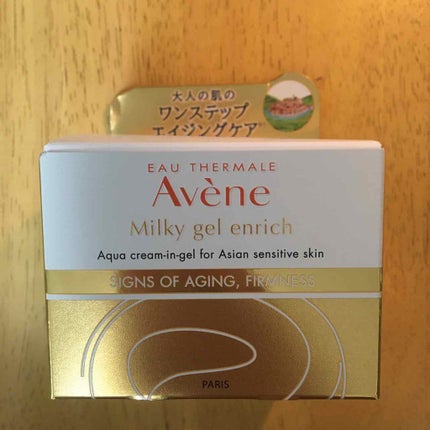 大人の肌の
ワンステップ
エイジングケア
EAU THERMALE
Avène
Milky gel enrich
Aqua cream-in-gel for Asian sensitive skin
SIGNS OF AGING, FIRMNESS
PARIS